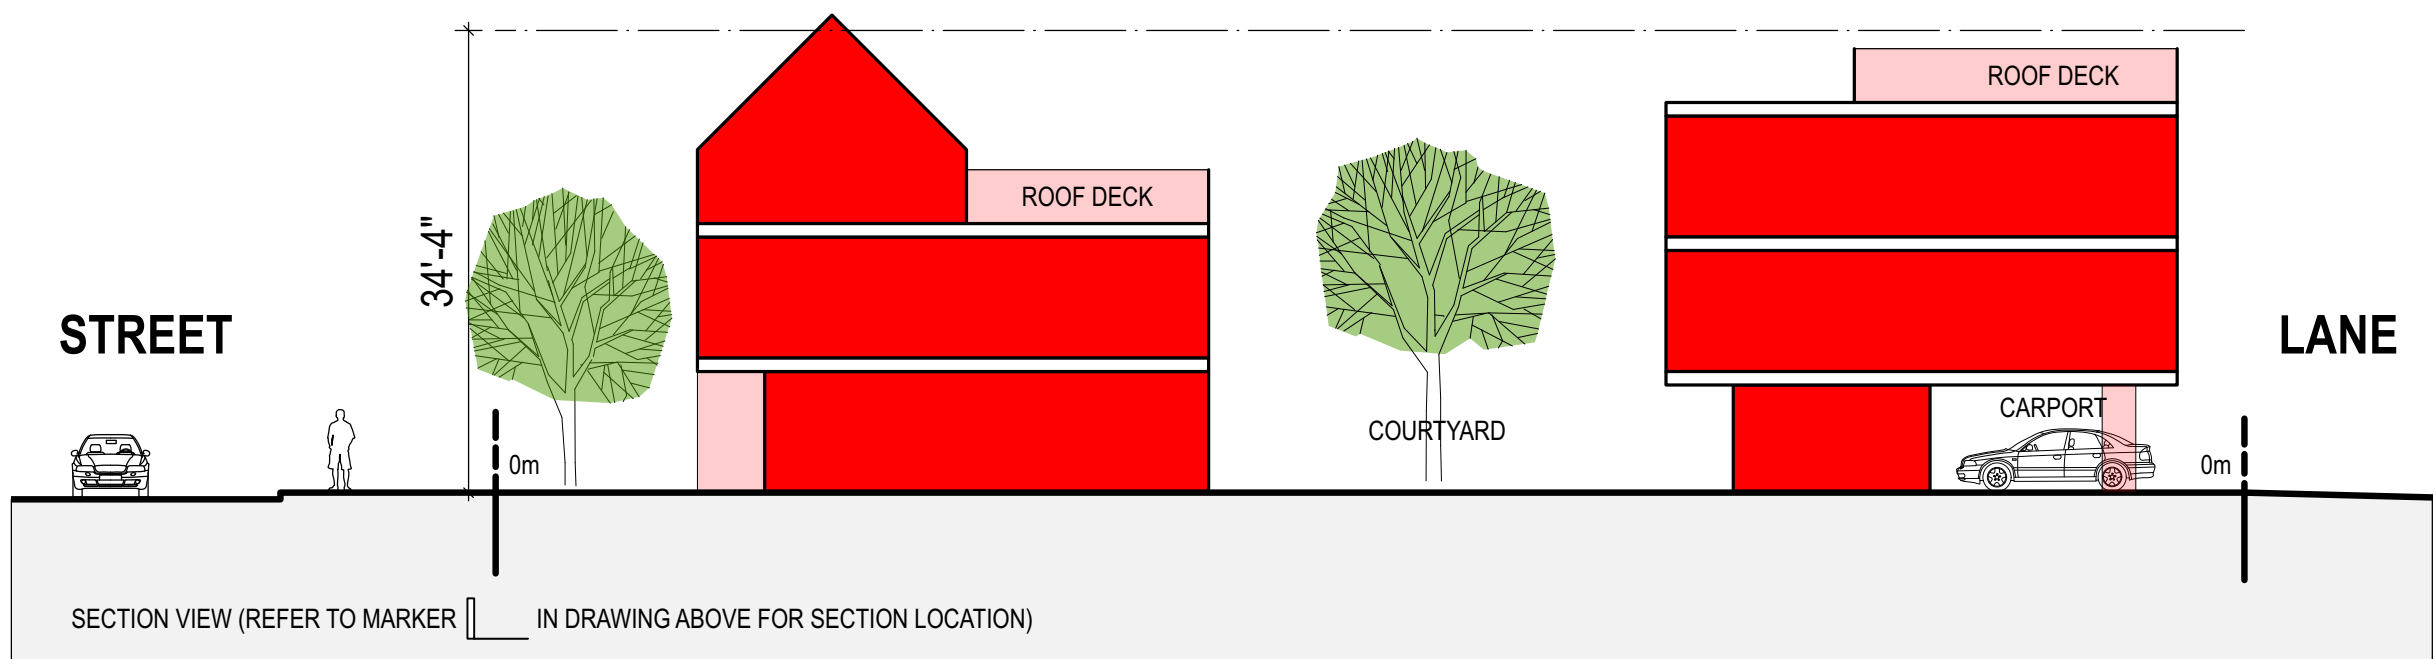 ROOF DECK
ROOF DECK
34'-4"
STREET
LANE
CARPORT
COURTYARD
0m
0m
SECTION VIEW (REFER TO MARKER IN DRAWING ABOVE FOR SECTION LOCATION)